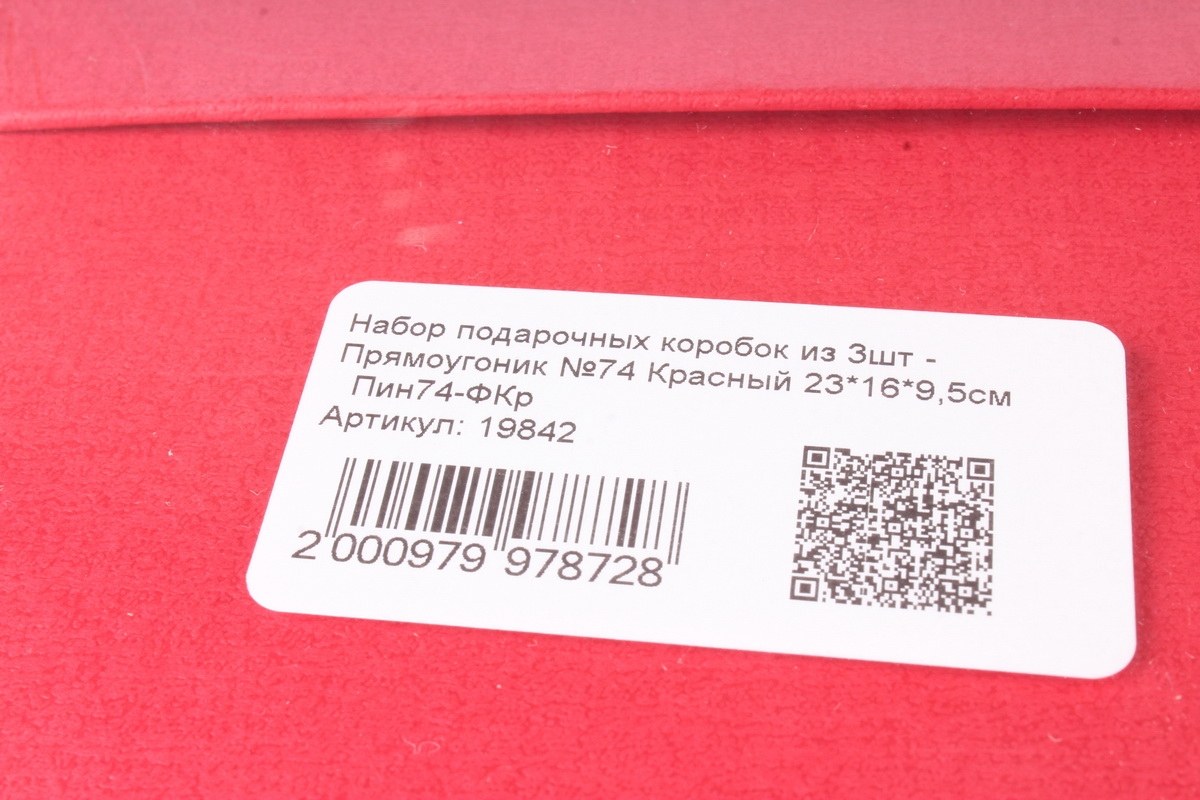 Набор подарочных коробок из 3шт -
Прямоугоник №74 Красный 23*16*9,5см
Пин74-ФКр
Артикул: 19842
2 000979 978728